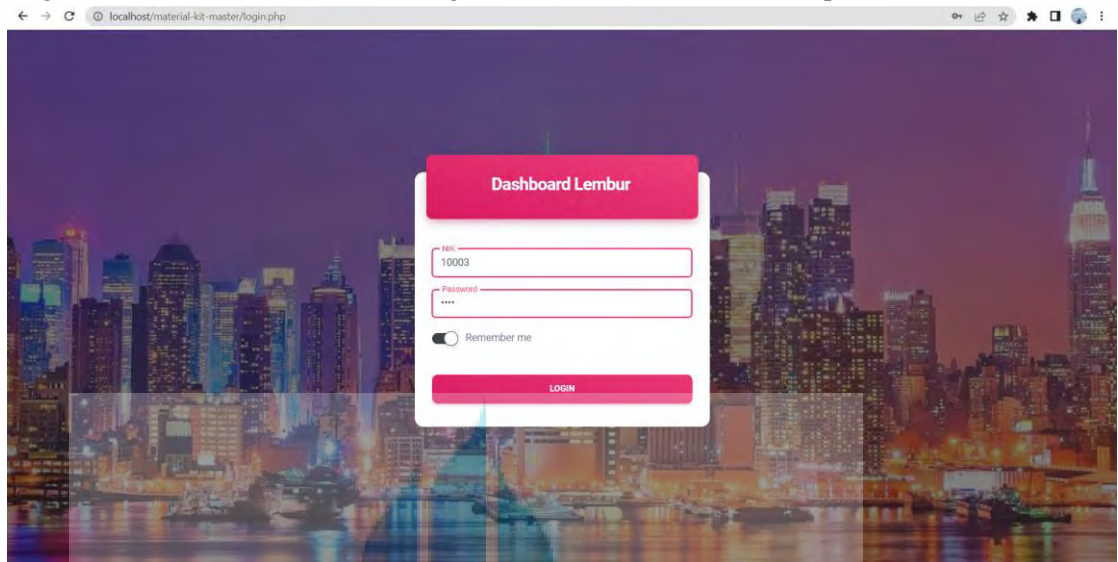 localhost/material-kit-master/login.php
Dashboard Lembur
NIK
10003
Password
••••
Remember me
LOGIN